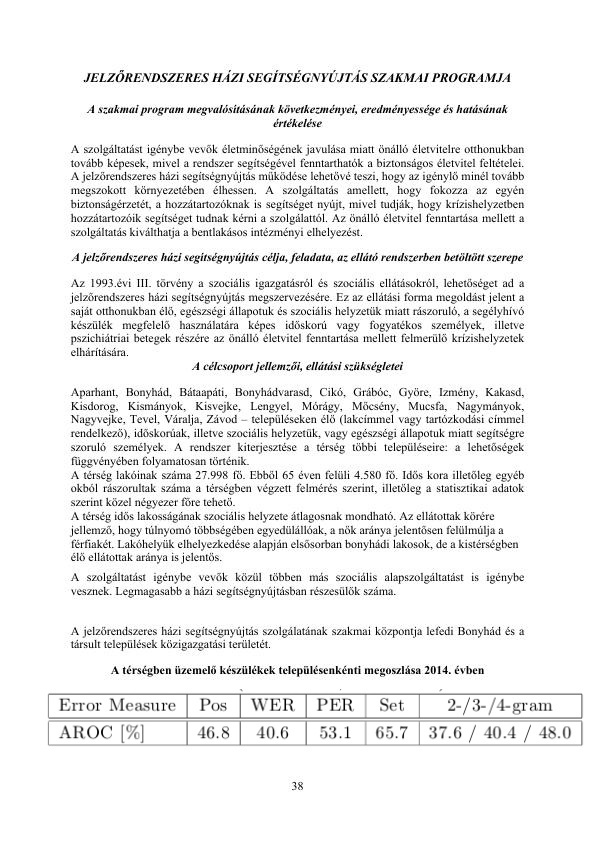 JELZŐRENDSZERES HÁZI SEGÍTSÉGNYÚJTÁS SZAKMAI PROGRAMJA
A szakmai program megvalósításának következményei, eredményessége és hatásának
értékelése
A szolgáltatást igénybe vevők életminőségének javulása miatt önálló életvitelre otthonukban
tovább képesek, mivel a rendszer segítségével fenntarthatók a biztonságos életvitel feltételei.
A jelzőrendszeres házi segítségnyújtás működése lehetővé teszi, hogy az igénylő minél tovább
megszokott környezetében élhessen. A szolgáltatás amellett, hogy fokozza az egyén
biztonságérzetét, a hozzátartozóknak is segítséget nyújt, mivel tudják, hogy krízishelyzetben
hozzátartozóik segítséget tudnak kérni a szolgálattól. Az önálló életvitel fenntartása mellett a
szolgáltatás kiválthatja a bentlakásos intézményi elhelyezést.
A jelzőrendszeres házi segítségnyújtás célja, feladata, az ellátó rendszerben betöltött szerepe
Az 1993.évi III. törvény a szociális igazgatásról és szociális ellátásokról, lehetőséget ad a
jelzőrendszeres házi segítségnyújtás megszervezésére. Ez az ellátási forma megoldást jelent a
saját otthonukban élő, egészségi állapotuk és szociális helyzetük miatt rászoruló, a segélyhívó
készülék megfelelő használatára képes időskorú vagy fogyatékos személyek, illetve
pszichiátriai betegek részére az önálló életvitel fenntartása mellett felmerülő krízishelyzetek
elhárítására.
A célcsoport jellemzői, ellátási szükségletei
Aparhant, Bonyhád, Bátaapáti, Bonyhádvarasd, Cikó, Grábóc, Györe, Izmény, Kakasd,
Kisdorog, Kismányok, Kisvejke, Lengyel, Mórágy, Mőcsény, Mucsfa, Nagymányok,
Nagyvejke, Tevel, Váralja, Závod – településeken élő (lakcímmel vagy tartózkodási címmel
rendelkező), időskorúak, illetve szociális helyzetük, vagy egészségi állapotuk miatt segítségre
szoruló személyek. A rendszer kiterjesztése a térség többi településeire: a lehetőségek
függvényében folyamatosan történik.
A térség lakóinak száma 27.998 fő. Ebből 65 éven felüli 4.580 fő. Idős kora illetőleg egyéb
okból rászorultak száma a térségben végzett felmérés szerint, illetőleg a statisztikai adatok
szerint közel négyezer főre tehető.
A térség idős lakosságának szociális helyzete átlagosnak mondható. Az ellátottak körére
jellemző, hogy túlnyomó többségében egyedülállóak, a nők aránya jelentősen felülmúlja a
férfiakét. Lakóhelyük elhelyezkedése alapján elsősorban bonyhádi lakosok, de a kistérségben
élő ellátottak aránya is jelentős.
A szolgáltatást igénybe vevők közül többen más szociális alapszolgáltatást is igénybe
vesznek. Legmagasabb a házi segítségnyújtásban részesülők száma.
A jelzőrendszeres házi segítségnyújtás szolgálatának szakmai központja lefedi Bonyhád és a
társult települések közigazgatási területét.
A térségben üzemelő készülékek településenkénti megoszlása 2014. évben
Error Measure Pos WER PER Set 2-/3-/4-gram
AROC [%] 46.8 40.6 53.1 65.7 37.6 / 40.4 / 48.0
38